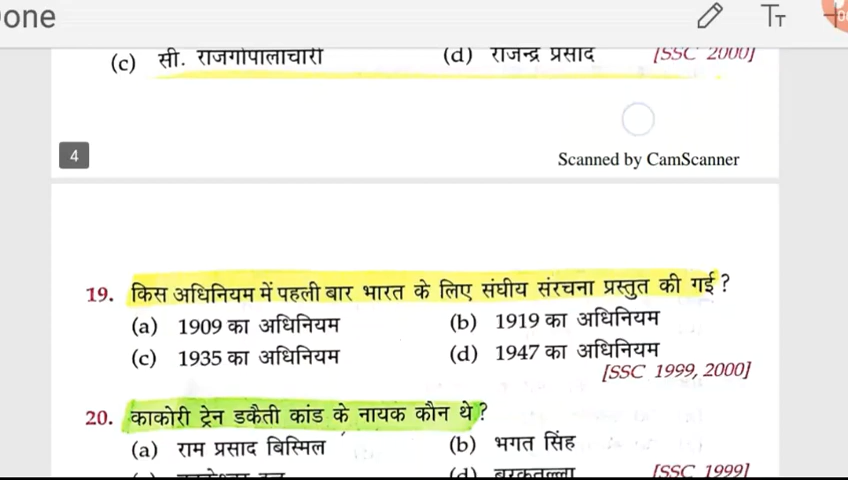 one
(c) सी. राजगोपालाचारी (d) राजेन्द्र प्रसाद [SSC 2000]
4
Scanned by CamScanner
19. किस अधिनियम में पहली बार भारत के लिए संघीय संरचना प्रस्तुत की गई ?
(a) 1909 का अधिनियम (b) 1919 का अधिनियम
(c) 1935 का अधिनियम (d) 1947 का अधिनियम
[SSC 1999, 2000]
20. काकोरी ट्रेन डकैती कांड के नायक कौन थे ?
(a) राम प्रसाद बिस्मिल (b) भगत सिंह
(d) बरकतुल्ला [SSC 1999]